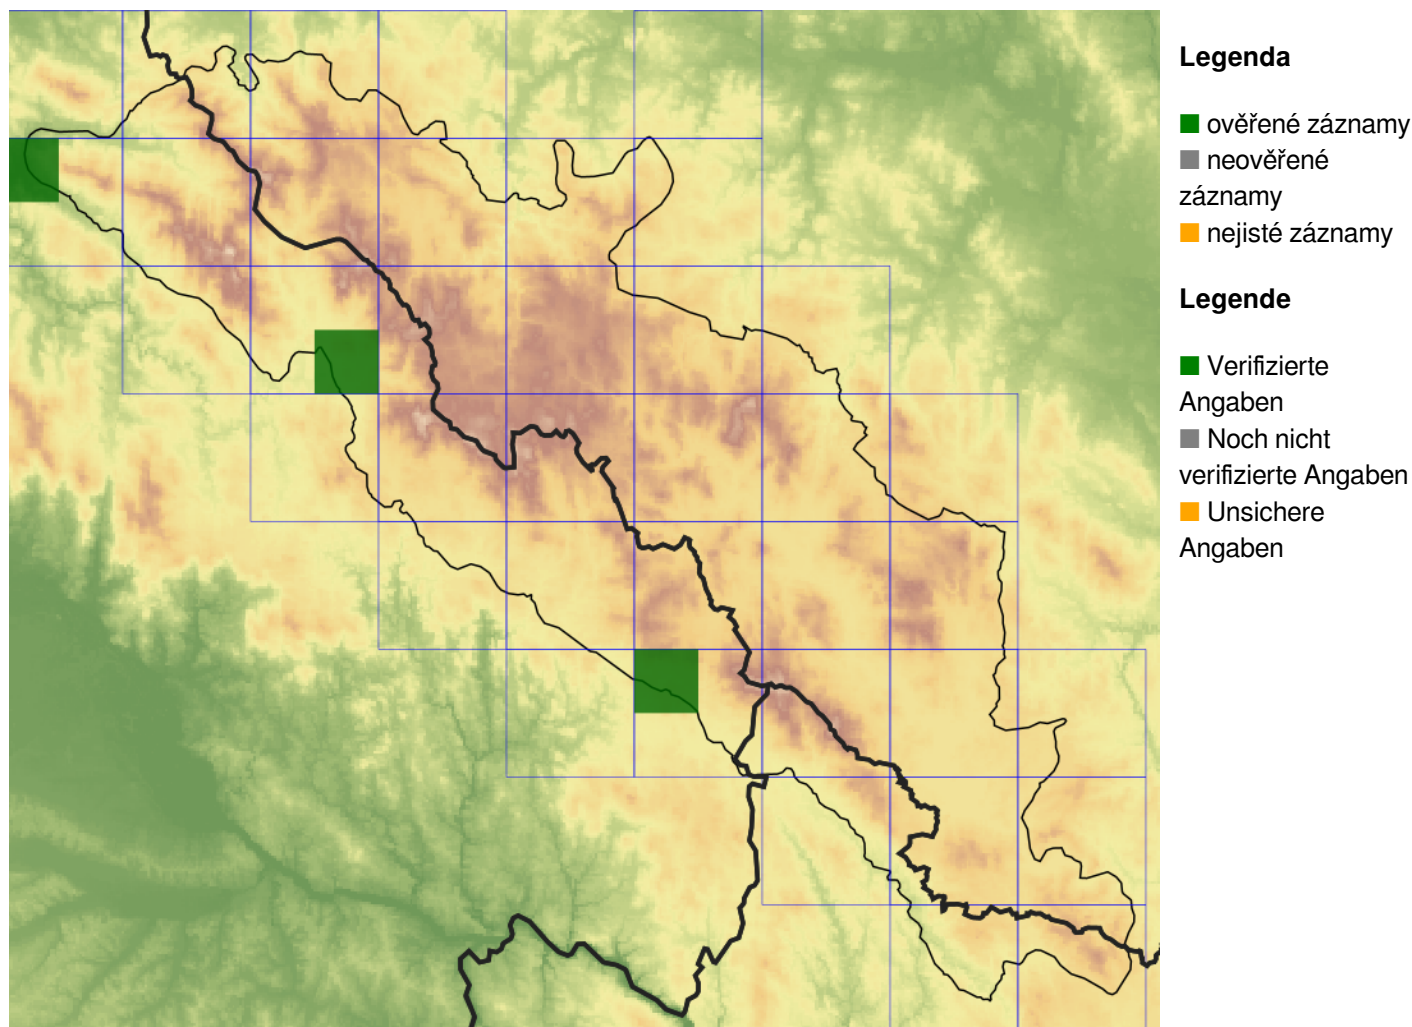 Legenda
ověřené záznamy
neověřené
záznamy
nejisté záznamy
Legende
Verifizierte
Angaben
Noch nicht
verifizierte Angaben
Unsichere
Angaben